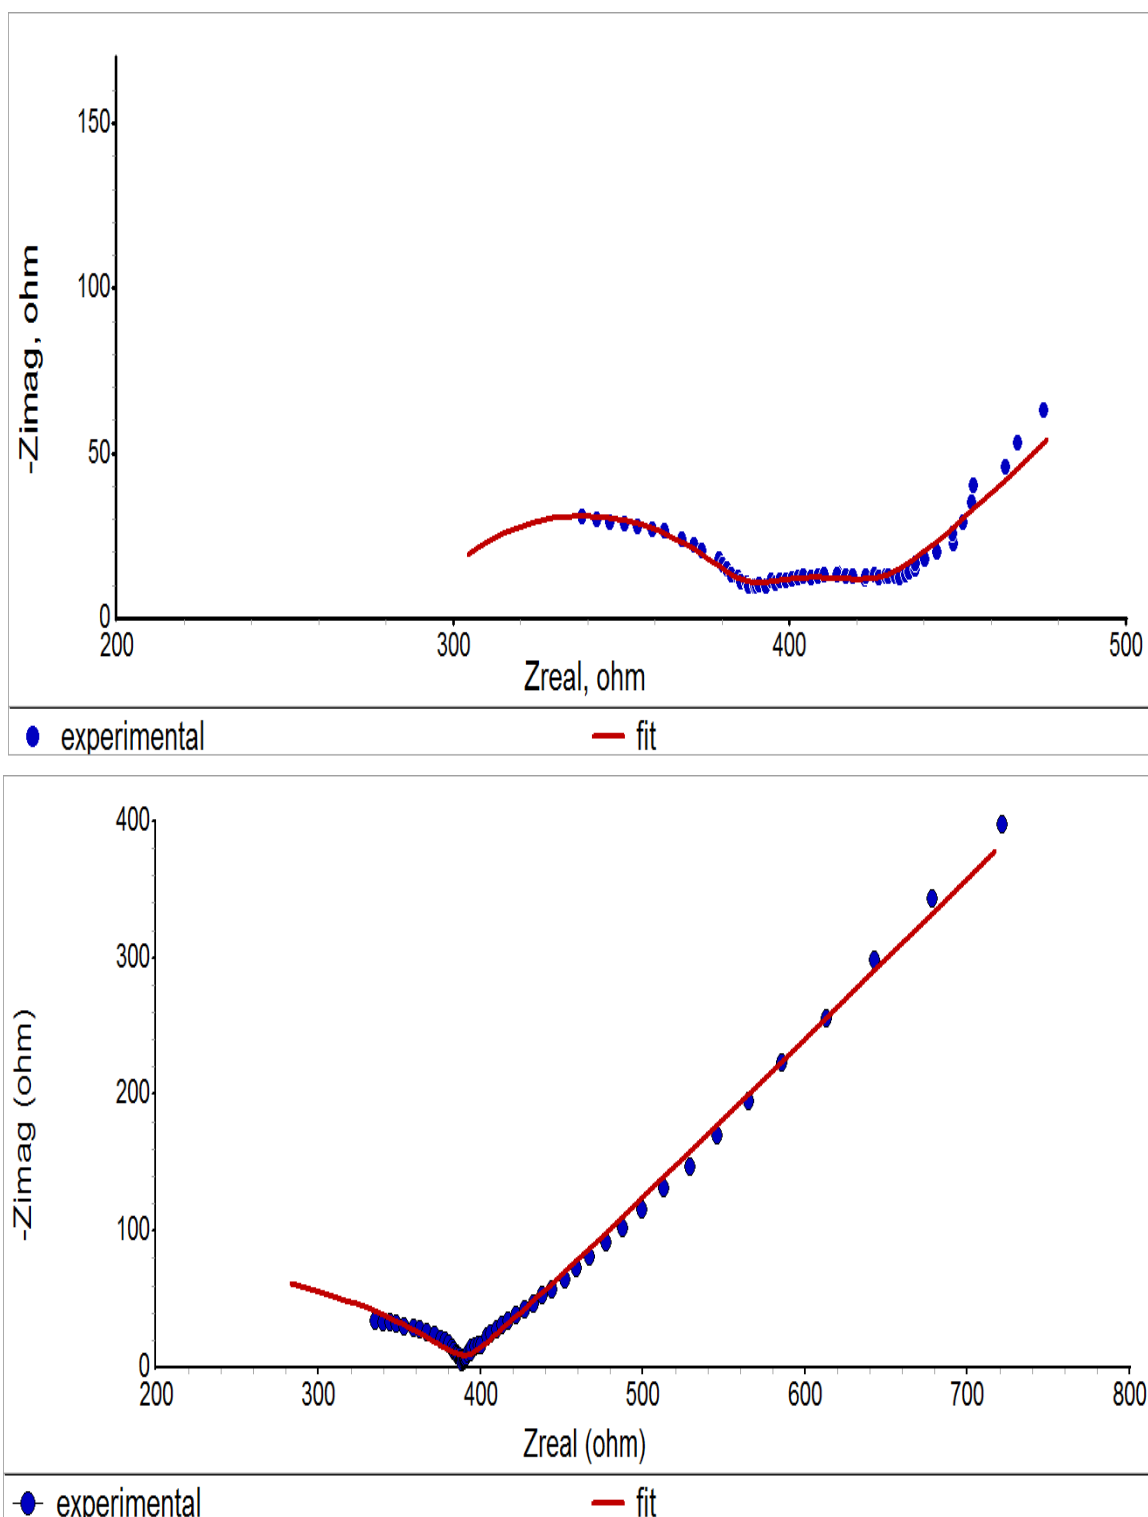 150
100
50
0
-Zimag, ohm
200 300 400 500
Zreal, ohm
experimental fit
400
300
200
100
0
-Zimag (ohm)
200 300 400 500 600 700 800
Zreal (ohm)
experimental fit